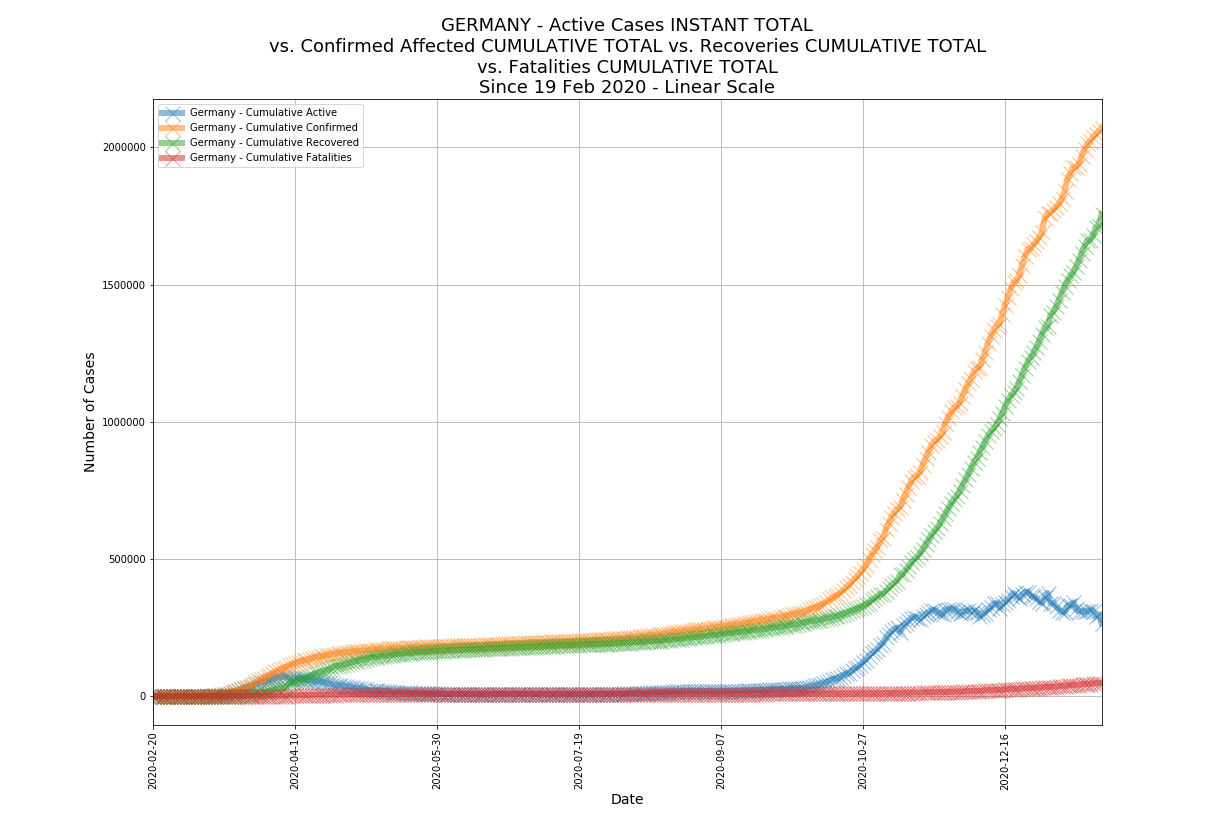 GERMANY - Active Cases INSTANT TOTAL
vs. Confirmed Affected CUMULATIVE TOTAL vs. Recoveries CUMULATIVE TOTAL
vs. Fatalities CUMULATIVE TOTAL
Since 19 Feb 2020 - Linear Scale
Germany - Cumulative Active
Germany - Cumulative Confirmed
Germany - Cumulative Recovered
Germany - Cumulative Fatalities
Number of Cases
2000000
1500000
1000000
500000
0
2020-02-20
2020-04-10
2020-05-30
2020-07-19
2020-09-07
2020-10-27
2020-12-16
Date